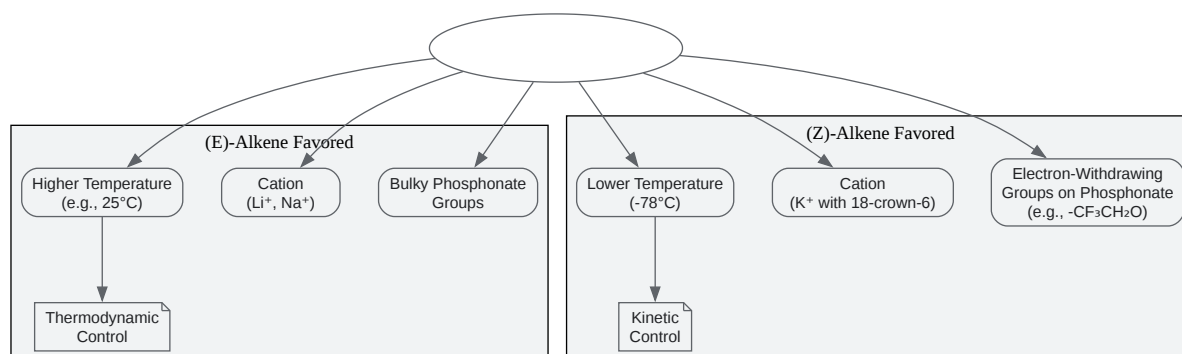 (E)-Alkene Favored
Higher Temperature
(e.g., 25°C)
Cation
(Li⁺, Na⁺)
Bulky Phosphonate
Groups
Thermodynamic
Control
(Z)-Alkene Favored
Lower Temperature
(-78°C)
Cation
(K⁺ with 18-crown-6)
Electron-Withdrawing
Groups on Phosphonate
(e.g., -CF₃CH₂O)
Kinetic
Control